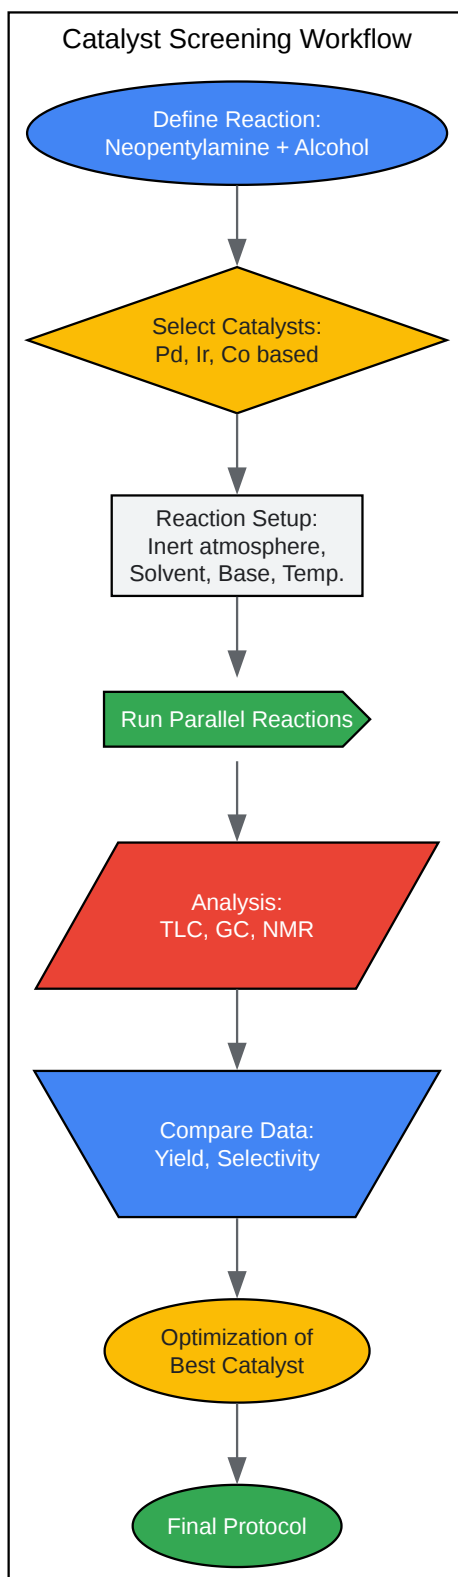 Catalyst Screening Workflow
Define Reaction:
Neopentylamine + Alcohol
Select Catalysts:
Pd, Ir, Co based
Reaction Setup:
Inert atmosphere,
Solvent, Base, Temp.
Run Parallel Reactions
Analysis:
TLC, GC, NMR
Compare Data:
Yield, Selectivity
Optimization of
Best Catalyst
Final Protocol